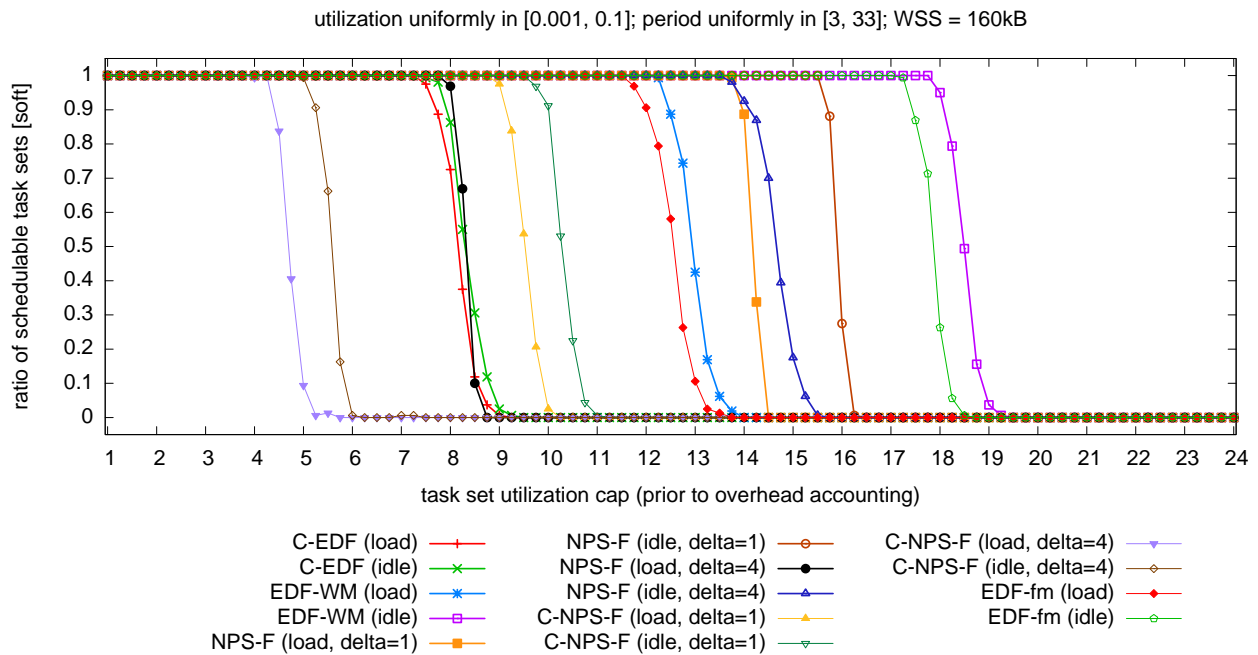 utilization uniformly in [0.001, 0.1]; period uniformly in [3, 33]; WSS = 160kB
ratio of schedulable task sets [soft]
1
0.9
0.8
0.7
0.6
0.5
0.4
0.3
0.2
0.1
0
1 2 3 4 5 6 7 8 9 10 11 12 13 14 15 16 17 18 19 20 21 22 23 24
task set utilization cap (prior to overhead accounting)
C-EDF (load)
C-EDF (idle)
EDF-WM (load)
EDF-WM (idle)
NPS-F (load, delta=1)
NPS-F (idle, delta=1)
NPS-F (load, delta=4)
NPS-F (idle, delta=4)
C-NPS-F (load, delta=1)
C-NPS-F (idle, delta=1)
C-NPS-F (load, delta=4)
C-NPS-F (idle, delta=4)
EDF-fm (load)
EDF-fm (idle)